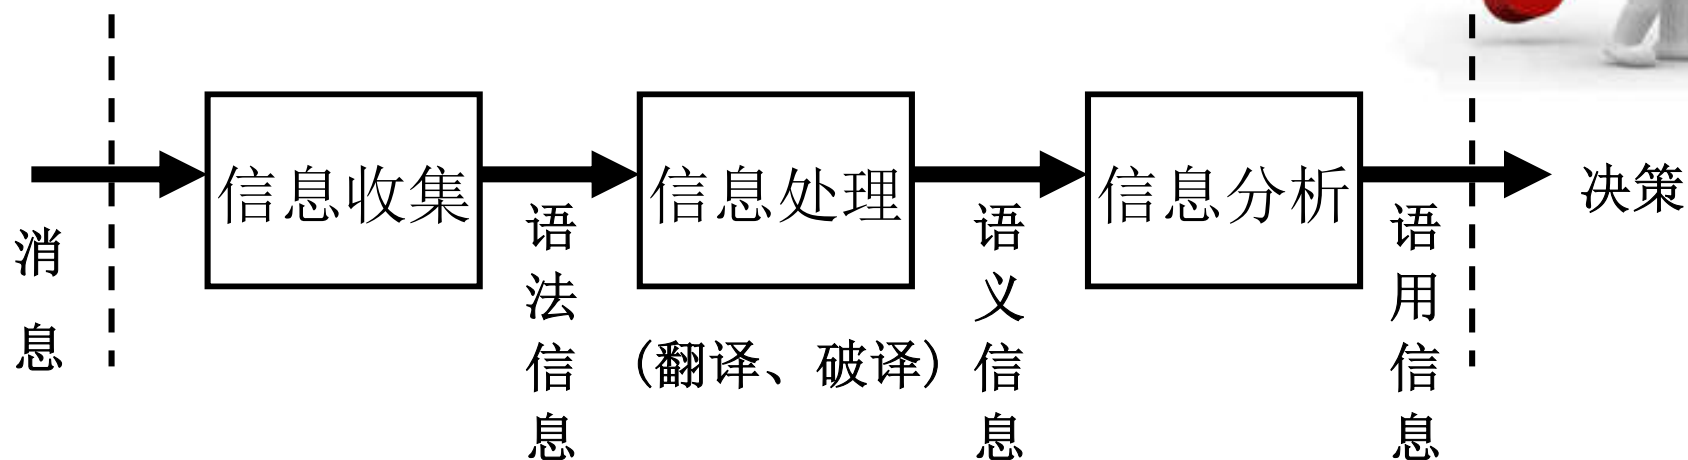 消息
信息收集
语法信息
信息处理
(翻译、破译)
语义信息
信息分析
语用信息
决策